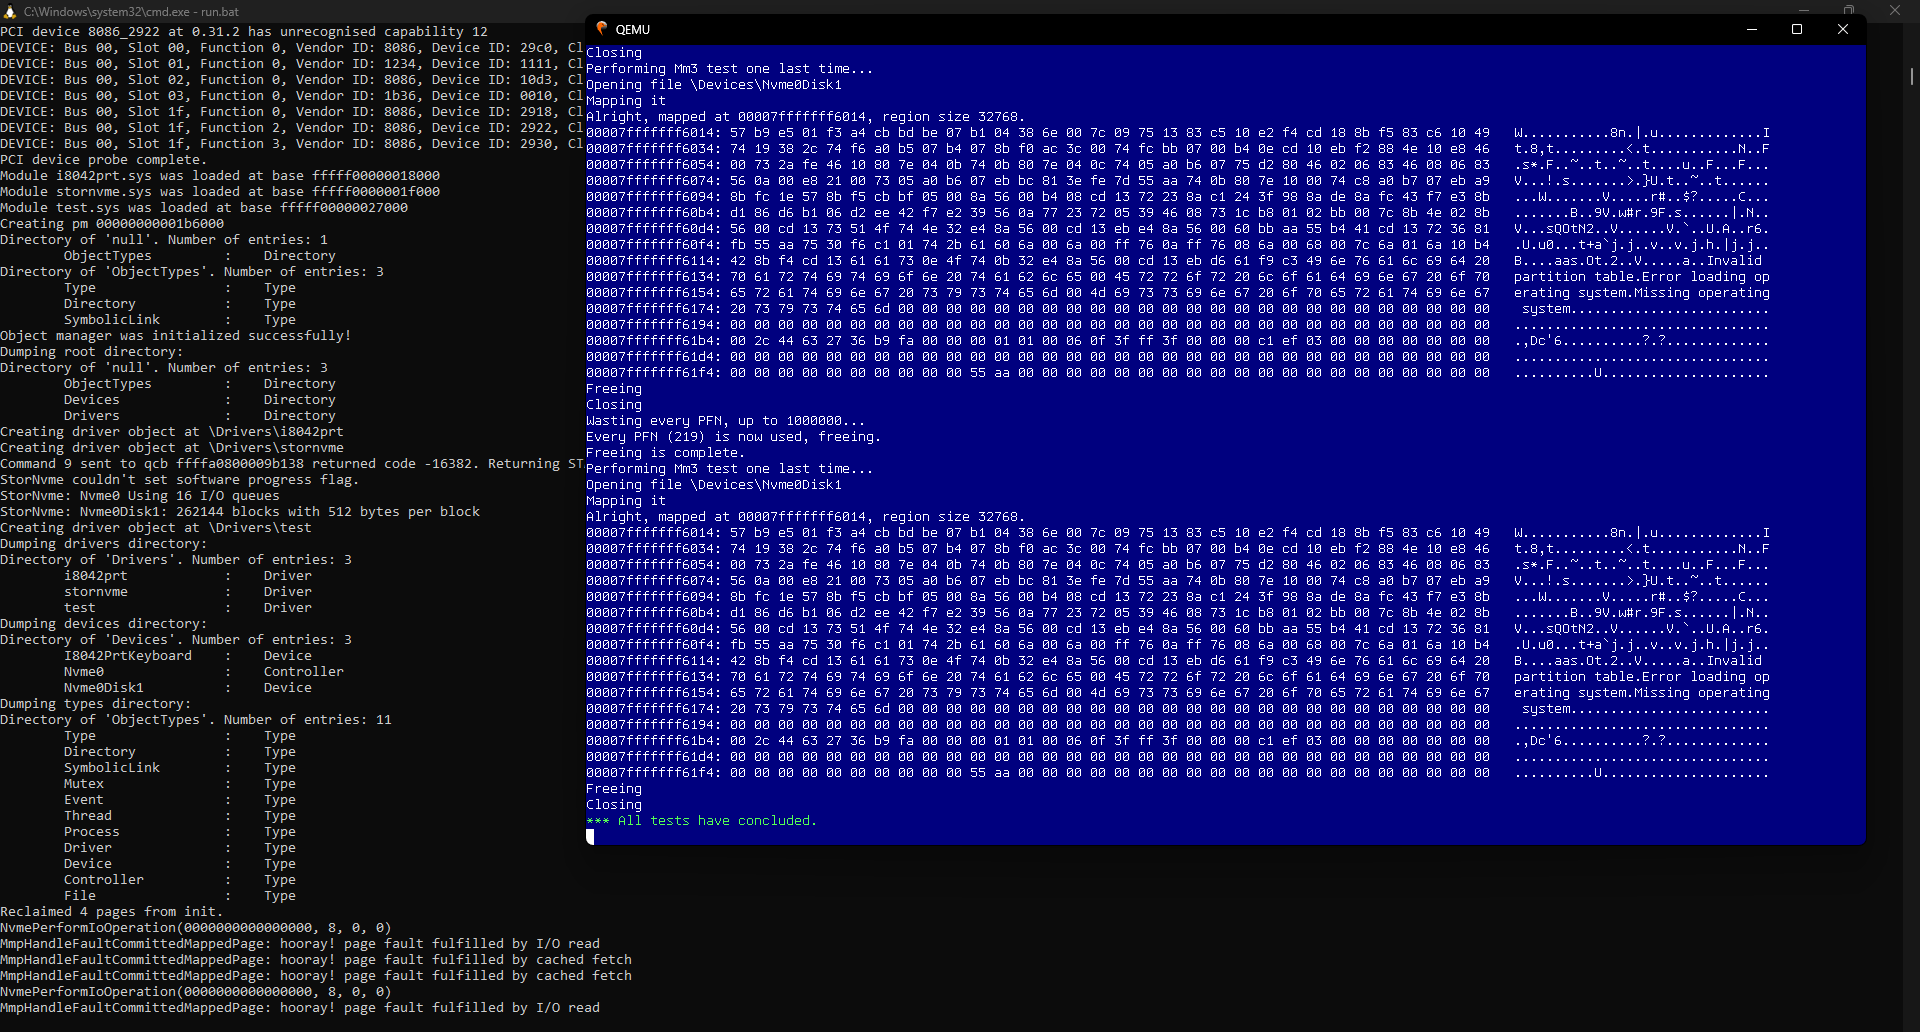 C:\Windows\system32\cmd.exe - run.bat
PCI device 8086_2922 at 0.31.2 has unrecognised capability 12
DEVICE: Bus 00, Slot 00, Function 0, Vendor ID: 8086, Device ID: 29c0, Cl
DEVICE: Bus 00, Slot 01, Function 0, Vendor ID: 1234, Device ID: 1111, Cl
DEVICE: Bus 00, Slot 02, Function 0, Vendor ID: 8086, Device ID: 10d3, Cl
DEVICE: Bus 00, Slot 03, Function 0, Vendor ID: 1b36, Device ID: 0010, Cl
DEVICE: Bus 00, Slot 1f, Function 0, Vendor ID: 8086, Device ID: 2918, Cl
DEVICE: Bus 00, Slot 1f, Function 2, Vendor ID: 8086, Device ID: 2922, Cl
DEVICE: Bus 00, Slot 1f, Function 3, Vendor ID: 8086, Device ID: 2930, Cl
PCI device probe complete.
Module i8042prt.sys was loaded at base fffff00000018000
Module stornvme.sys was loaded at base fffff0000001f000
Module test.sys was loaded at base fffff00000027000
Creating pm 00000000001b6000
Directory of 'null'. Number of entries: 1
ObjectTypes : Directory
Directory of 'ObjectTypes'. Number of entries: 3
Type : Type
Directory : Type
SymbolicLink : Type
Object manager was initialized successfully!
Dumping root directory:
Directory of 'null'. Number of entries: 3
ObjectTypes : Directory
Devices : Directory
Drivers : Directory
Creating driver object at \Drivers\i8042prt
Creating driver object at \Drivers\stornvme
Command 9 sent to qcb ffffa0800009b138 returned code -16382. Returning ST
StorNvme couldn't set software progress flag.
StorNvme: Nvme0 Using 16 I/O queues
StorNvme: Nvme0Disk1: 262144 blocks with 512 bytes per block
Creating driver object at \Drivers\test
Dumping drivers directory:
Directory of 'Drivers'. Number of entries: 3
i8042prt : Driver
stornvme : Driver
test : Driver
Dumping devices directory:
Directory of 'Devices'. Number of entries: 3
I8042PrtKeyboard : Device
Nvme0 : Controller
Nvme0Disk1 : Device
Dumping types directory:
Directory of 'ObjectTypes'. Number of entries: 11
Type : Type
Directory : Type
SymbolicLink : Type
Mutex : Type
Event : Type
Thread : Type
Process : Type
Driver : Type
Device : Type
Controller : Type
File : Type
Reclaimed 4 pages from init.
NvmePerformIoOperation(0000000000000000, 8, 0, 0)
MmpHandleFaultCommittedMappedPage: hooray! page fault fulfilled by I/O read
MmpHandleFaultCommittedMappedPage: hooray! page fault fulfilled by cached fetch
MmpHandleFaultCommittedMappedPage: hooray! page fault fulfilled by cached fetch
NvmePerformIoOperation(0000000000000000, 8, 0, 0)
MmpHandleFaultCommittedMappedPage: hooray! page fault fulfilled by I/O read
QEMU
Closing
Performing Mm3 test one last time...
Opening file \Devices\Nvme0Disk1
Mapping it
Alright, mapped at 00007fffffff6014, region size 32768.
00007fffffff6014: 57 b9 e5 01 f3 a4 cb bd be 07 b1 04 38 6e 00 7c 09 75 13 83 c5 10 e2 f4 cd 18 8b f5 83 c6 10 49 W...........8n.|.u.............I
00007fffffff6034: 74 19 38 2c 74 f6 a0 b5 07 b4 07 8b f0 ac 3c 00 74 fc bb 07 00 b4 0e cd 10 eb f2 88 4e 10 e8 46 t.8,t.........<.t...........N..F
00007fffffff6054: 00 73 2a fe 46 10 80 7e 04 0b 74 0b 80 7e 04 0c 74 05 a0 b6 07 75 d2 80 46 02 06 83 46 08 06 83 .s*.F..~..t..~..t....u..F...F...
00007fffffff6074: 56 0a 00 e8 21 00 73 05 a0 b6 07 eb bc 81 3e fe 7d 55 aa 74 0b 80 7e 10 00 74 c8 a0 b7 07 eb a9 V...!.s.......>.}U.t..~..t......
00007fffffff6094: 8b fc 1e 57 8b f5 cb bf 05 00 8a 56 00 b4 08 cd 13 72 23 8a c1 24 3f 98 8a de 8a fc 43 f7 e3 8b ...W.......V.....r#..$?.....C...
00007fffffff60b4: d1 86 d6 b1 06 d2 ee 42 f7 e2 39 56 0a 77 23 72 05 39 46 08 73 1c b8 01 02 bb 00 7c 8b 4e 02 8b .......B..9V.w#r.9F.s......|.N..
00007fffffff60d4: 56 00 cd 13 73 51 4f 74 4e 32 e4 8a 56 00 cd 13 eb e4 8a 56 00 60 bb aa 55 b4 41 cd 13 72 36 81 V...sQOtN2..V......V.`..U.A..r6.
00007fffffff60f4: fb 55 aa 75 30 f6 c1 01 74 2b 61 60 6a 00 6a 00 ff 76 0a ff 76 08 6a 00 68 00 7c 6a 01 6a 10 b4 .U.u0...t+a`j.j..v..v.j.h.|j.j..
00007fffffff6114: 42 8b f4 cd 13 61 61 73 0e 4f 74 0b 32 e4 8a 56 00 cd 13 eb d6 61 f9 c3 49 6e 76 61 6c 69 64 20 B....aas.Ot.2..V.....a..Invalid
00007fffffff6134: 70 61 72 74 69 74 69 6f 6e 20 74 61 62 6c 65 00 45 72 72 6f 72 20 6c 6f 61 64 69 6e 67 20 6f 70 partition table.Error loading op
00007fffffff6154: 65 72 61 74 69 6e 67 20 73 79 73 74 65 6d 00 4d 69 73 73 69 6e 67 20 6f 70 65 72 61 74 69 6e 67 erating system.Missing operating
00007fffffff6174: 20 73 79 73 74 65 6d 00 00 00 00 00 00 00 00 00 00 00 00 00 00 00 00 00 00 00 00 00 00 00 00 00 system.........................
00007fffffff6194: 00 00 00 00 00 00 00 00 00 00 00 00 00 00 00 00 00 00 00 00 00 00 00 00 00 00 00 00 00 00 00 00 ................................
00007fffffff61b4: 00 2c 44 63 27 36 b9 fa 00 00 00 01 01 00 06 0f 3f ff 3f 00 00 00 c1 ef 03 00 00 00 00 00 00 00 .,Dc'6..........?.?.............
00007fffffff61d4: 00 00 00 00 00 00 00 00 00 00 00 00 00 00 00 00 00 00 00 00 00 00 00 00 00 00 00 00 00 00 00 00 ................................
00007fffffff61f4: 00 00 00 00 00 00 00 00 00 00 55 aa 00 00 00 00 00 00 00 00 00 00 00 00 00 00 00 00 00 00 00 00 ..........U.....................
Freeing
Closing
Wasting every PFN, up to 1000000...
Every PFN (219) is now used, freeing.
Freeing is complete.
Performing Mm3 test one last time...
Opening file \Devices\Nvme0Disk1
Mapping it
Alright, mapped at 00007fffffff6014, region size 32768.
00007fffffff6014: 57 b9 e5 01 f3 a4 cb bd be 07 b1 04 38 6e 00 7c 09 75 13 83 c5 10 e2 f4 cd 18 8b f5 83 c6 10 49 W...........8n.|.u.............I
00007fffffff6034: 74 19 38 2c 74 f6 a0 b5 07 b4 07 8b f0 ac 3c 00 74 fc bb 07 00 b4 0e cd 10 eb f2 88 4e 10 e8 46 t.8,t.........<.t...........N..F
00007fffffff6054: 00 73 2a fe 46 10 80 7e 04 0b 74 0b 80 7e 04 0c 74 05 a0 b6 07 75 d2 80 46 02 06 83 46 08 06 83 .s*.F..~..t..~..t....u..F...F...
00007fffffff6074: 56 0a 00 e8 21 00 73 05 a0 b6 07 eb bc 81 3e fe 7d 55 aa 74 0b 80 7e 10 00 74 c8 a0 b7 07 eb a9 V...!.s.......>.}U.t..~..t......
00007fffffff6094: 8b fc 1e 57 8b f5 cb bf 05 00 8a 56 00 b4 08 cd 13 72 23 8a c1 24 3f 98 8a de 8a fc 43 f7 e3 8b ...W.......V.....r#..$?.....C...
00007fffffff60b4: d1 86 d6 b1 06 d2 ee 42 f7 e2 39 56 0a 77 23 72 05 39 46 08 73 1c b8 01 02 bb 00 7c 8b 4e 02 8b .......B..9V.w#r.9F.s......|.N..
00007fffffff60d4: 56 00 cd 13 73 51 4f 74 4e 32 e4 8a 56 00 cd 13 eb e4 8a 56 00 60 bb aa 55 b4 41 cd 13 72 36 81 V...sQOtN2..V......V.`..U.A..r6.
00007fffffff60f4: fb 55 aa 75 30 f6 c1 01 74 2b 61 60 6a 00 6a 00 ff 76 0a ff 76 08 6a 00 68 00 7c 6a 01 6a 10 b4 .U.u0...t+a`j.j..v..v.j.h.|j.j..
00007fffffff6114: 42 8b f4 cd 13 61 61 73 0e 4f 74 0b 32 e4 8a 56 00 cd 13 eb d6 61 f9 c3 49 6e 76 61 6c 69 64 20 B....aas.Ot.2..V.....a..Invalid
00007fffffff6134: 70 61 72 74 69 74 69 6f 6e 20 74 61 62 6c 65 00 45 72 72 6f 72 20 6c 6f 61 64 69 6e 67 20 6f 70 partition table.Error loading op
00007fffffff6154: 65 72 61 74 69 6e 67 20 73 79 73 74 65 6d 00 4d 69 73 73 69 6e 67 20 6f 70 65 72 61 74 69 6e 67 erating system.Missing operating
00007fffffff6174: 20 73 79 73 74 65 6d 00 00 00 00 00 00 00 00 00 00 00 00 00 00 00 00 00 00 00 00 00 00 00 00 00 system.........................
00007fffffff6194: 00 00 00 00 00 00 00 00 00 00 00 00 00 00 00 00 00 00 00 00 00 00 00 00 00 00 00 00 00 00 00 00 ................................
00007fffffff61b4: 00 2c 44 63 27 36 b9 fa 00 00 00 01 01 00 06 0f 3f ff 3f 00 00 00 c1 ef 03 00 00 00 00 00 00 00 .,Dc'6..........?.?.............
00007fffffff61d4: 00 00 00 00 00 00 00 00 00 00 00 00 00 00 00 00 00 00 00 00 00 00 00 00 00 00 00 00 00 00 00 00 ................................
00007fffffff61f4: 00 00 00 00 00 00 00 00 00 00 55 aa 00 00 00 00 00 00 00 00 00 00 00 00 00 00 00 00 00 00 00 00 ..........U.....................
Freeing
Closing
*** All tests have concluded.